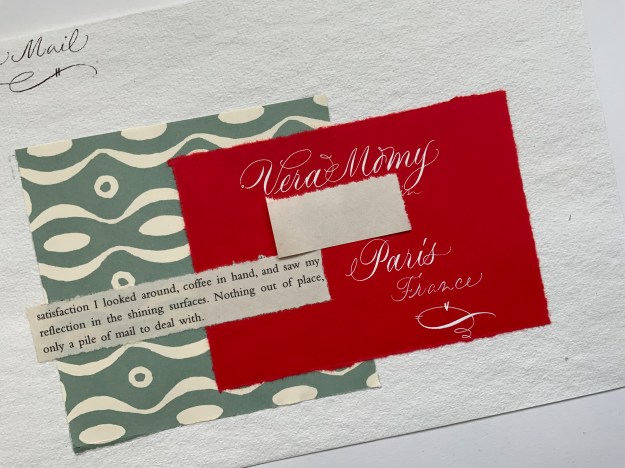 Mail
Vera Momy
Paris
France
satisfaction I looked around, coffee in hand, and saw my
reflection in the shining surfaces. Nothing out of place,
only a pile of mail to deal with.